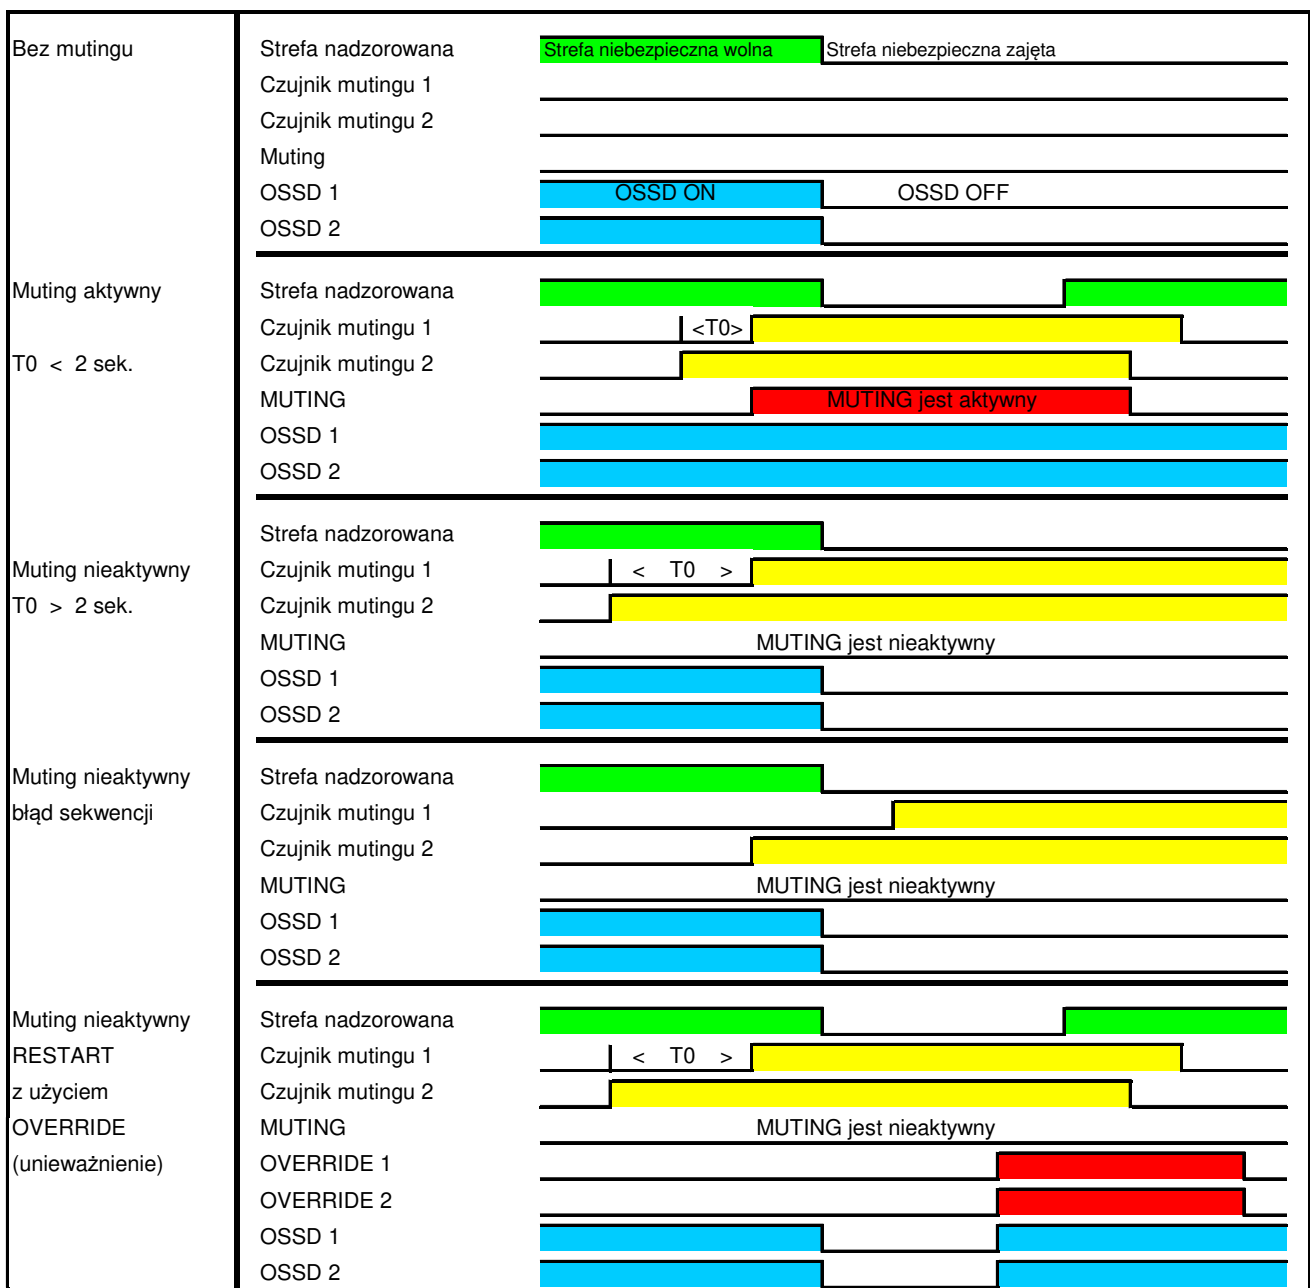 Bez mutingu
Strefa nadzorowana
Strefa niebezpieczna wolna
Strefa niebezpieczna zajęta
Czujnik mutingu 1
Czujnik mutingu 2
Muting
OSSD 1
OSSD ON
OSSD OFF
OSSD 2
Muting aktywny
Strefa nadzorowana
Czujnik mutingu 1
<T0>
T0 < 2 sek.
Czujnik mutingu 2
MUTING
MUTING jest aktywny
OSSD 1
OSSD 2
Strefa nadzorowana
Muting nieaktywny
Czujnik mutingu 1
< T0 >
T0 > 2 sek.
Czujnik mutingu 2
MUTING
MUTING jest nieaktywny
OSSD 1
OSSD 2
Muting nieaktywny
Strefa nadzorowana
błąd sekwencji
Czujnik mutingu 1
Czujnik mutingu 2
MUTING
MUTING jest nieaktywny
OSSD 1
OSSD 2
Muting nieaktywny
Strefa nadzorowana
RESTART
Czujnik mutingu 1
< T0 >
z użyciem
Czujnik mutingu 2
OVERRIDE
MUTING
MUTING jest nieaktywny
(unieważnienie)
OVERRIDE 1
OVERRIDE 2
OSSD 1
OSSD 2